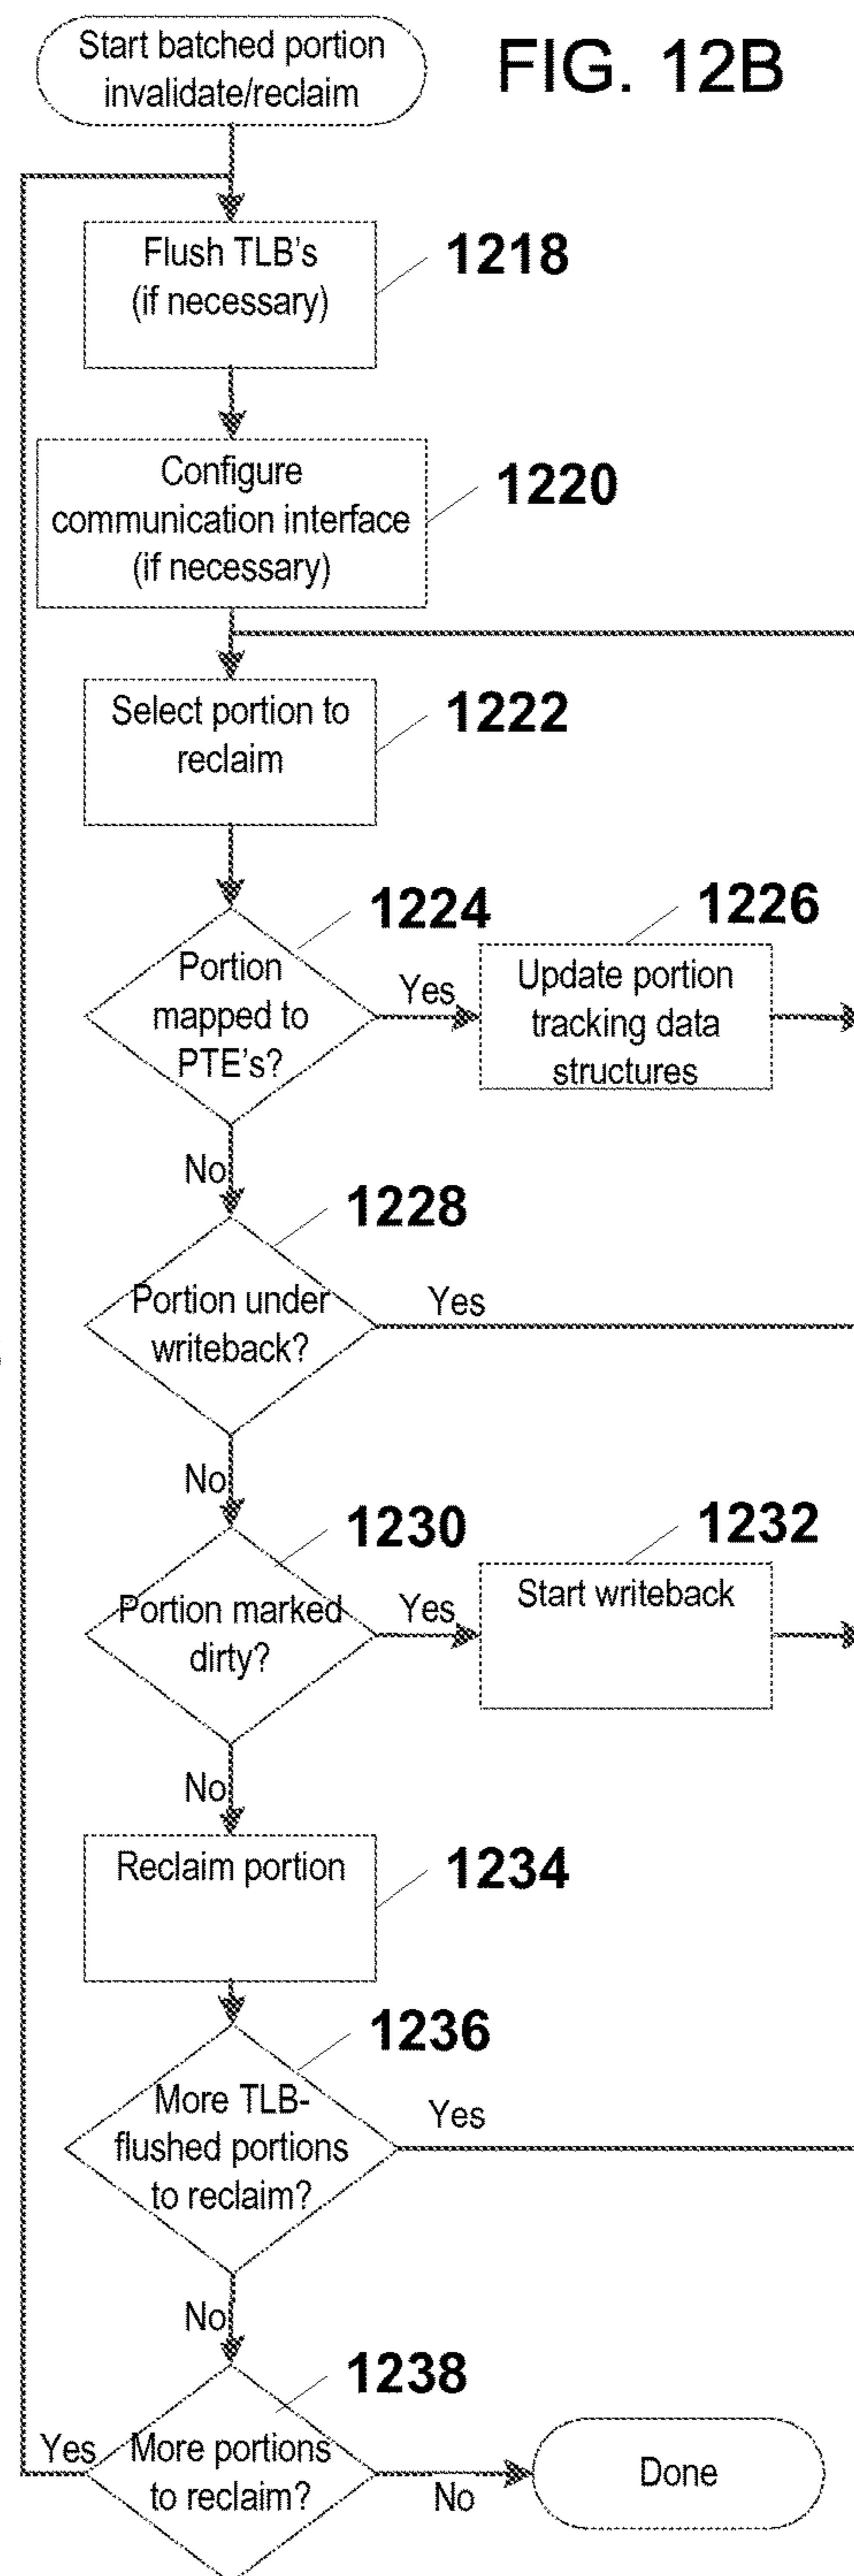 Start batched portion
invalidate/reclaim
FIG. 12B
Flush TLB's
(if necessary)
1218
Configure
communication interface
(if necessary)
1220
Select portion to
reclaim
1222
Portion
mapped to
PTE's?
1224
Yes
Update portion
tracking data
structures
1226
No
Portion under
writeback?
1228
Yes
No
Portion marked
dirty?
1230
Yes
Start writeback
1232
No
Reclaim portion
1234
More TLB-
flushed portions
to reclaim?
1236
Yes
No
More portions
to reclaim?
1238
Yes
No
Done